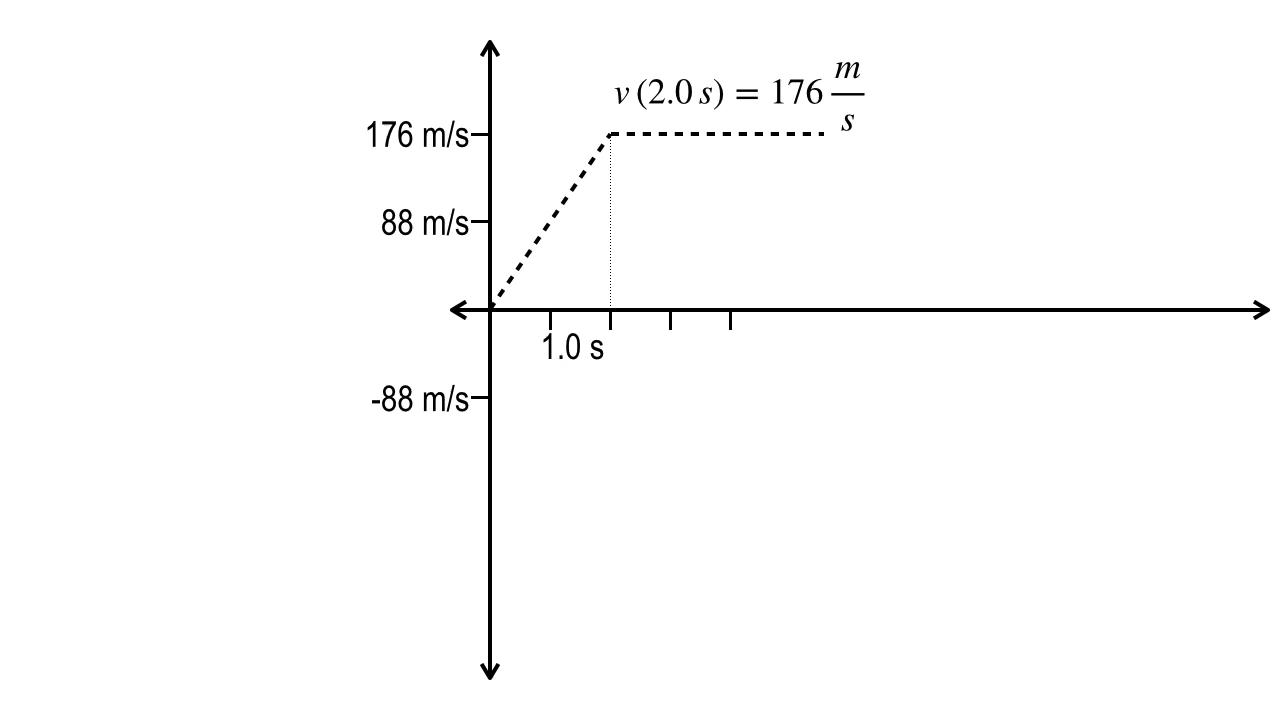 v (2.0 s) = 176 m/s
176 m/s
88 m/s
1.0 s
-88 m/s